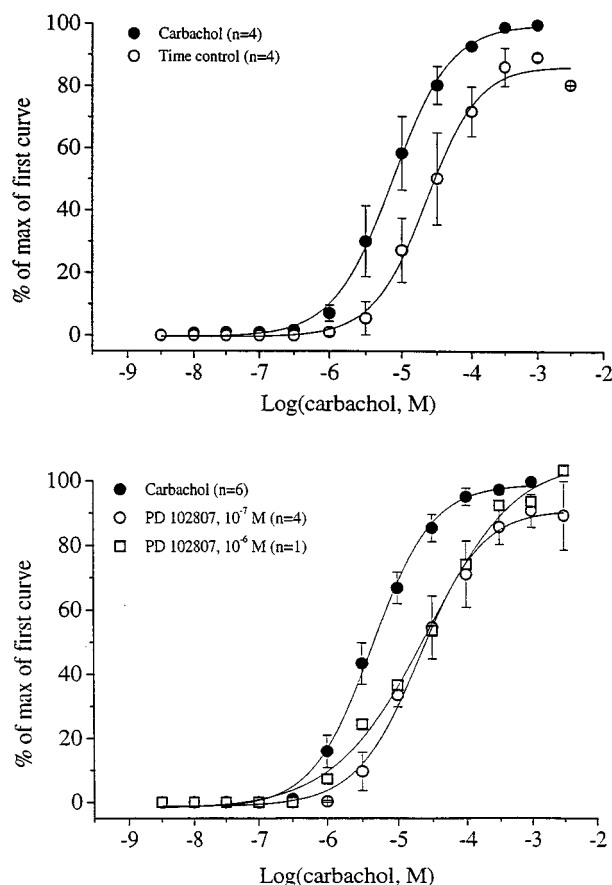 % of max of first curve
100
80
60
40
20
0
Carbachol (n=4)
Time control (n=4)
-9 -8 -7 -6 -5 -4 -3 -2
Log(carbachol, M)
% of max of first curve
100
80
60
40
20
0
Carbachol (n=6)
PD 102807, 10⁻⁷ M (n=4)
PD 102807, 10⁻⁶ M (n=1)
-9 -8 -7 -6 -5 -4 -3 -2
Log(carbachol, M)